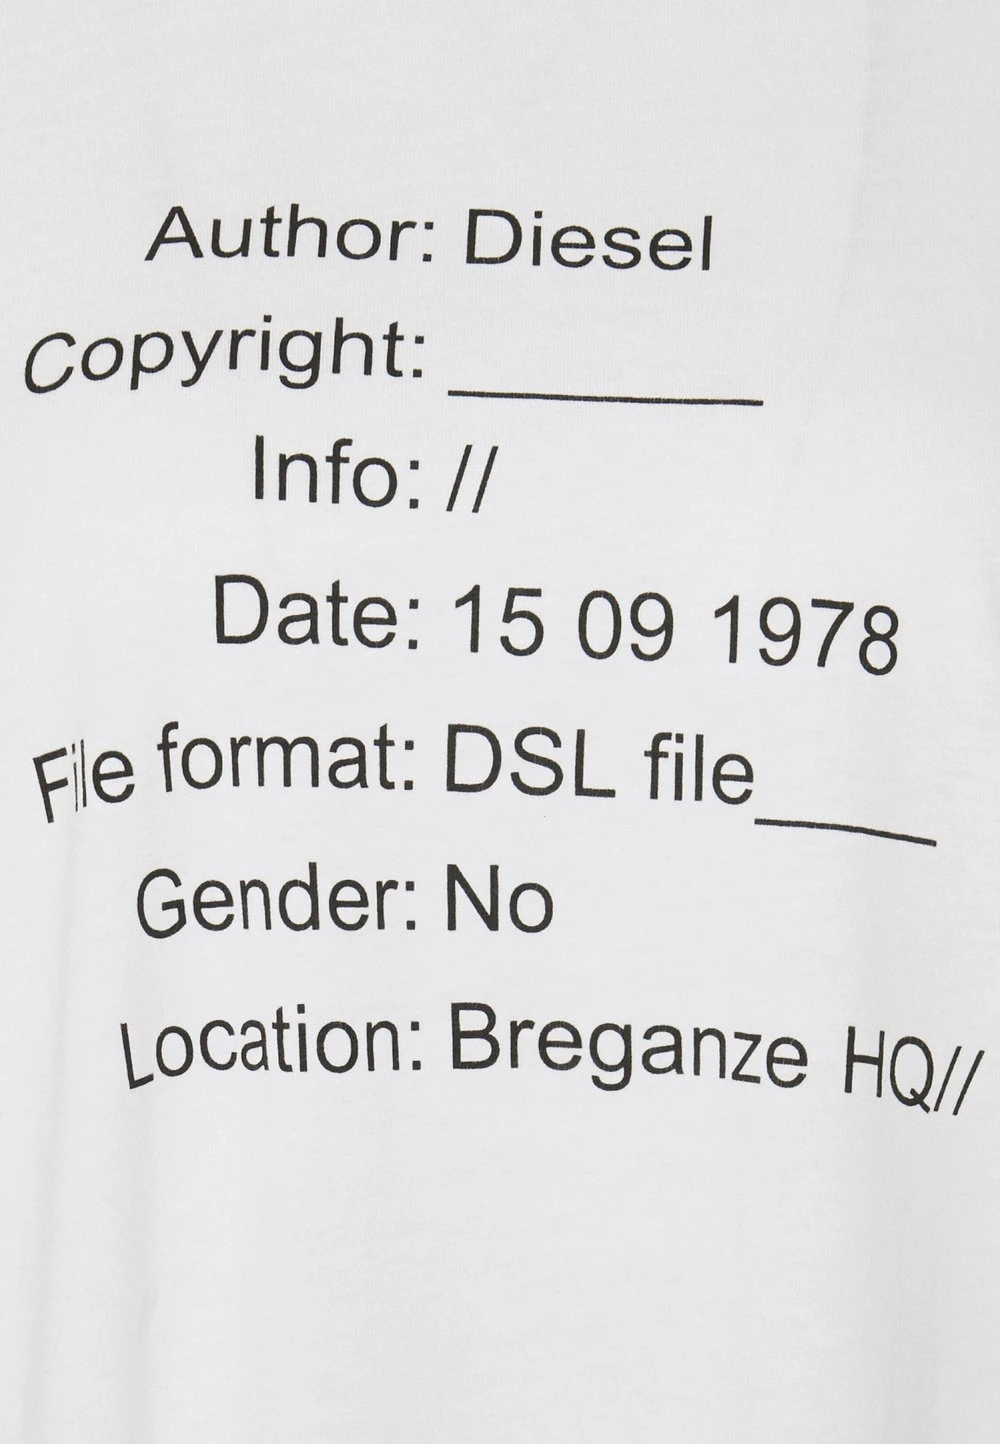 Author: Diesel
Copyright: ________
Info: //
Date: 15 09 1978
File format: DSL file____
Gender: No
Location: Breganze HQ//